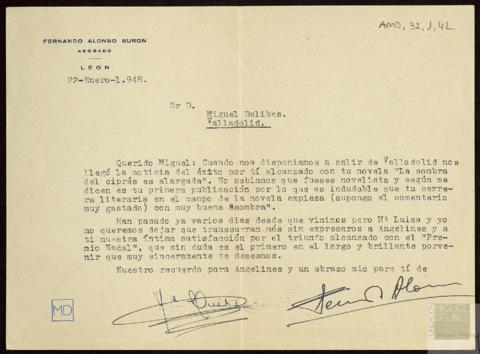 AMD, 32, 1, 42
FERNANDO ALONSO BURON
ABOGADO
LEON
22-Enero-1.948.
Sr D.
Miguel Delibes.
Valladolid.
Querido Miguel: Cuando nos disponiamos a salir de Valladolid nos
llegó la noticia del éxito por tí alcanzado con tu novela "La sombra
del ciprés es alargada". No sabiamos que fueses novelista y según me
dicen es tu primera publicación por lo que es indudable que tu carre
ra literaria en el campo de la novela empieza (supongo el comentario
muy gastado) con muy buena Bsombra".
Han pasado ya varios dias desde que vinimos pero Mª Luisa y yo
no queremos dejar que transcurran más sin expresaros a Angelines y a
ti nuestra íntima satisfacción por el triunfo alcanzado con el "Pre-
mio Nadal", que sin duda es el primero en el largo y brillante porve-
nir que muy sinceramente te deseamos.
Nuestro recuerdo para Angelines y un abrazo mio para tí de
MD
MIGUEL
DELIBES